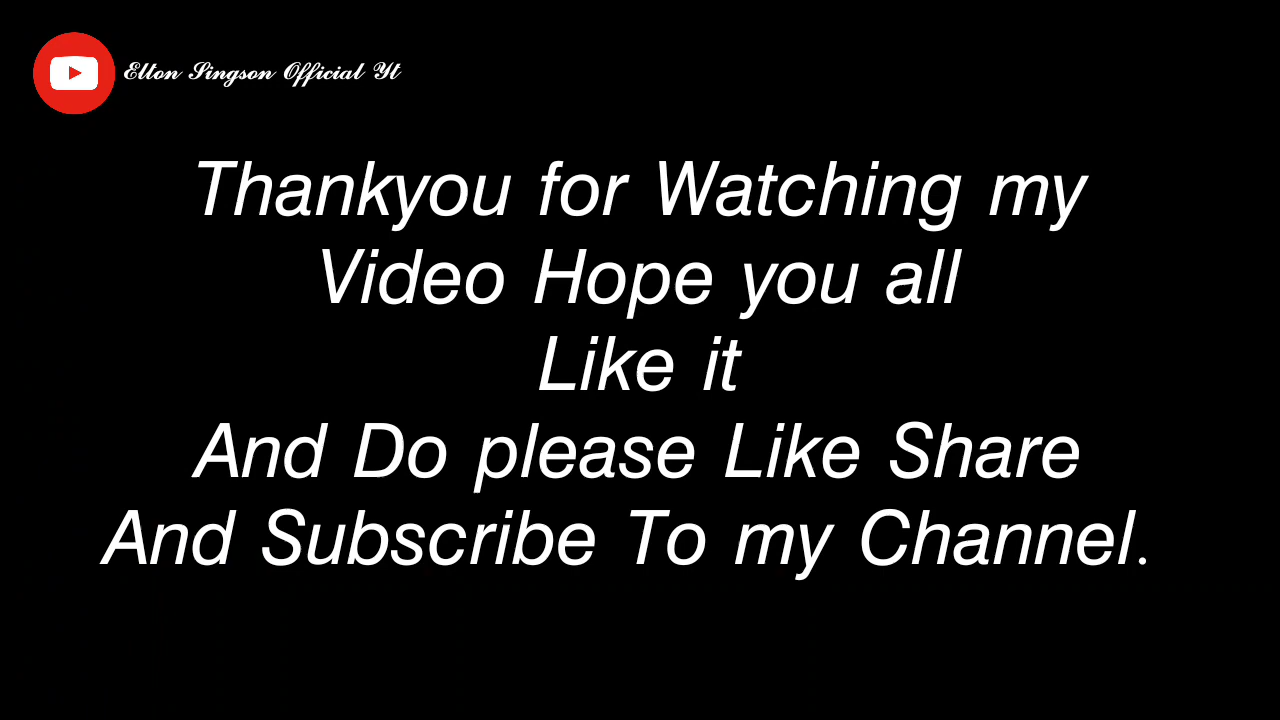 Elton Singson Official Yt
Thankyou for Watching my
Video Hope you all
Like it
And Do please Like Share
And Subscribe To my Channel.